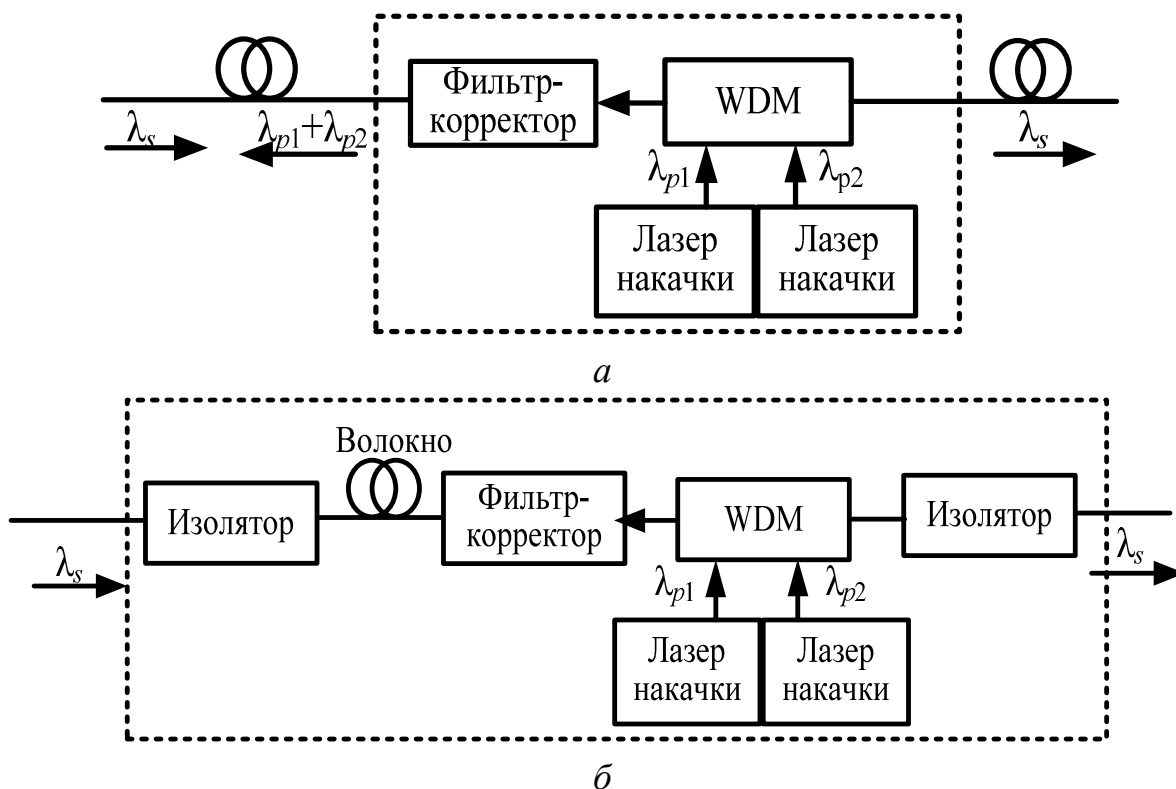 Фильтр-
корректор
WDM
λs
λp1+λp2
λs
λp1
λp2
Лазер
накачки
Лазер
накачки
а
Волокно
Изолятор
Фильтр-
корректор
WDM
Изолятор
λs
λs
λp1
λp2
Лазер
накачки
Лазер
накачки
б